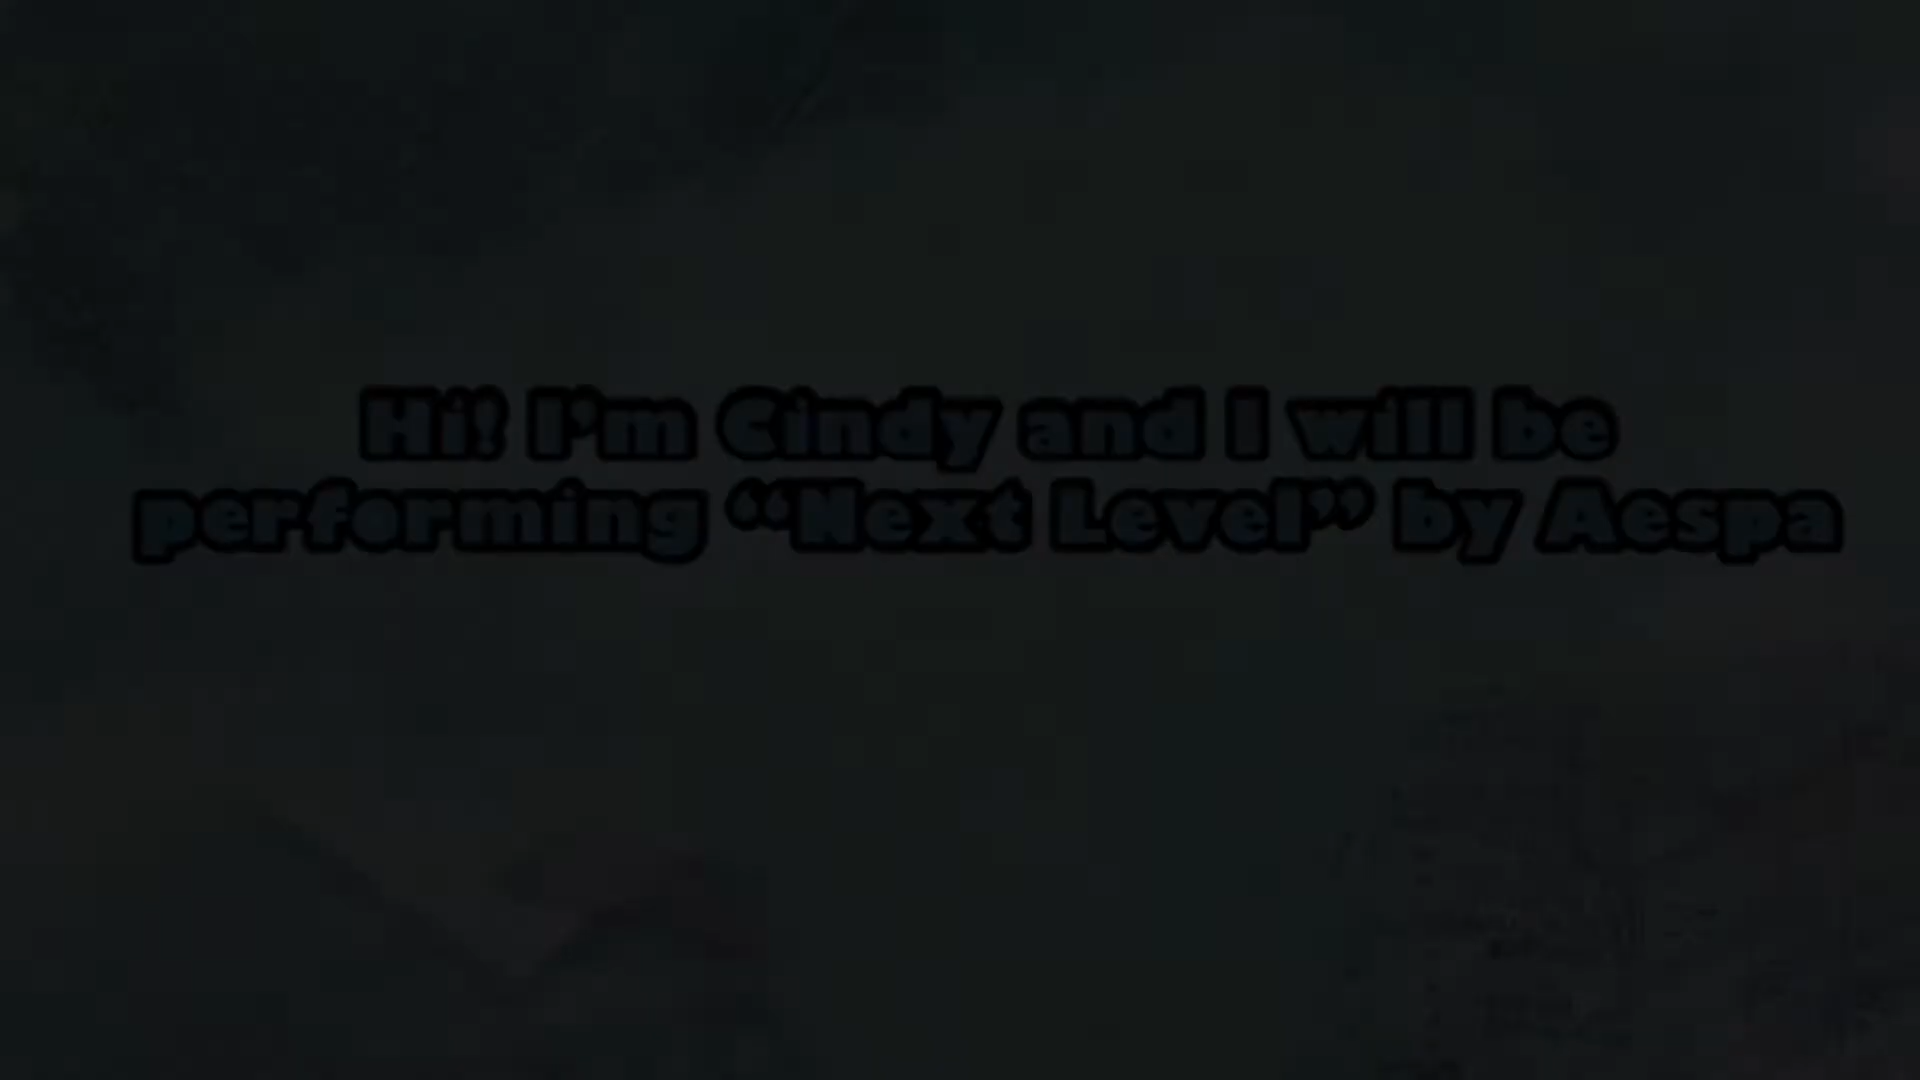 Hi! I'm Cindy and I will be
performing “Next Level” by Aespa